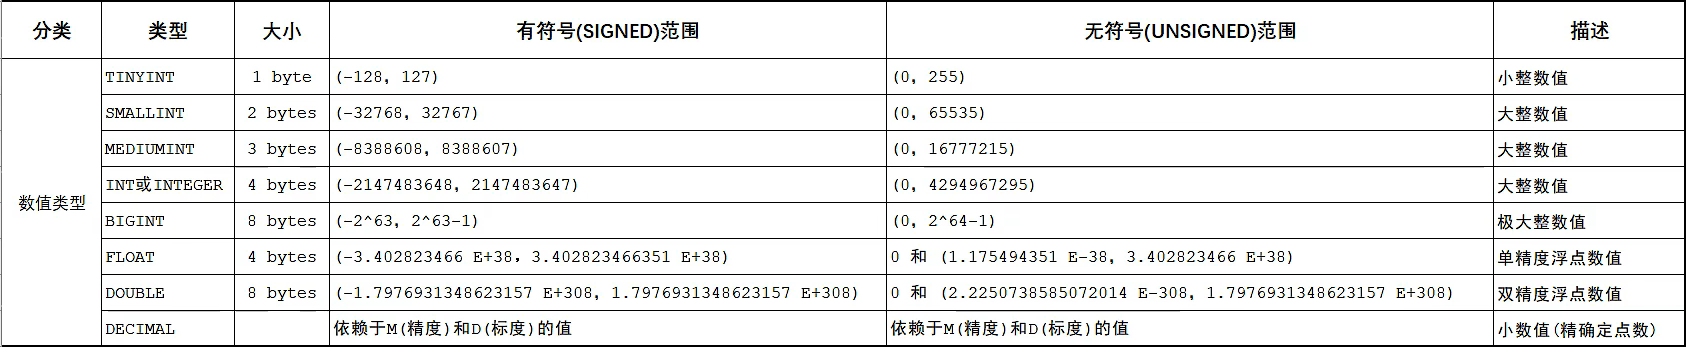 分类 类型 大小 有符号(SIGNED)范围 无符号(UNSIGNED)范围 描述
数值类型
TINYINT 1 byte (-128, 127) (0, 255) 小整数值
SMALLINT 2 bytes (-32768, 32767) (0, 65535) 大整数值
MEDIUMINT 3 bytes (-8388608, 8388607) (0, 16777215) 大整数值
INT或INTEGER 4 bytes (-2147483648, 2147483647) (0, 4294967295) 大整数值
BIGINT 8 bytes (-2^63, 2^63-1) (0, 2^64-1) 极大整数值
FLOAT 4 bytes (-3.402823466 E+38, 3.402823466351 E+38) 0 和 (1.175494351 E-38, 3.402823466 E+38) 单精度浮点数值
DOUBLE 8 bytes (-1.7976931348623157 E+308, 1.7976931348623157 E+308) 0 和 (2.2250738585072014 E-308, 1.7976931348623157 E+308) 双精度浮点数值
DECIMAL 依赖于M(精度)和D(标度)的值 依赖于M(精度)和D(标度)的值 小数值(精确定点数)